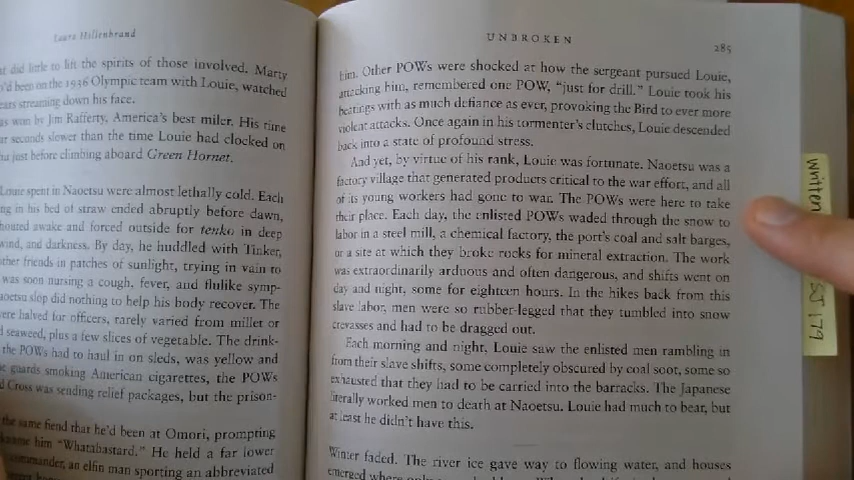 Laura Hillenbrand
did little to lift the spirits of those involved. Marty
been on the 1936 Olympic team with Louie, watched
streaming down his face.
was won by Jim Rafferty, America's best miler. His time
seconds slower than the time Louie had clocked on
just before climbing aboard Green Hornet.
Louie spent in Naoetsu were almost lethally cold. Each
in his bed of straw ended abruptly before dawn,
awake and forced outside for tenko in deep
wind, and darkness. By day, he huddled with Tinker,
other friends in patches of sunlight, trying in vain to
was soon nursing a cough, fever, and flulike symp-
slop did nothing to help his body recover. The
were halved for officers, rarely varied from millet or
seaweed, plus a few slices of vegetable. The drink-
the POWs had to haul in on sleds, was yellow and
guards smoking American cigarettes, the POWs
Cross was sending relief packages, but the prison-
the same fiend that he'd been at Omori, prompting
him "Whatabastard." He held a far lower
commander, an elfin man sporting an abbreviated
UNBROKEN
285
him. Other POWs were shocked at how the sergeant pursued Louie,
attacking him, remembered one POW, "just for drill." Louie took his
beatings with as much defiance as ever, provoking the Bird to ever more
violent attacks. Once again in his tormenter's clutches, Louie descended
back into a state of profound stress.
And yet, by virtue of his rank, Louie was fortunate. Naoetsu was a
factory village that generated products critical to the war effort, and all
of its young workers had gone to war. The POWs were here to take
their place. Each day, the enlisted POWs waded through the snow to
labor in a steel mill, a chemical factory, the port's coal and salt barges,
or a site at which they broke rocks for mineral extraction. The work
was extraordinarily arduous and often dangerous, and shifts went on
day and night, some for eighteen hours. In the hikes back from this
slave labor, men were so rubber-legged that they tumbled into snow
crevasses and had to be dragged out.
Each morning and night, Louie saw the enlisted men rambling in
from their slave shifts, some completely obscured by coal soot, some so
exhausted that they had to be carried into the barracks. The Japanese
literally worked men to death at Naoetsu. Louie had much to bear, but
at least he didn't have this.
Winter faded. The river ice gave way to flowing water, and houses
emerged where only
written
179